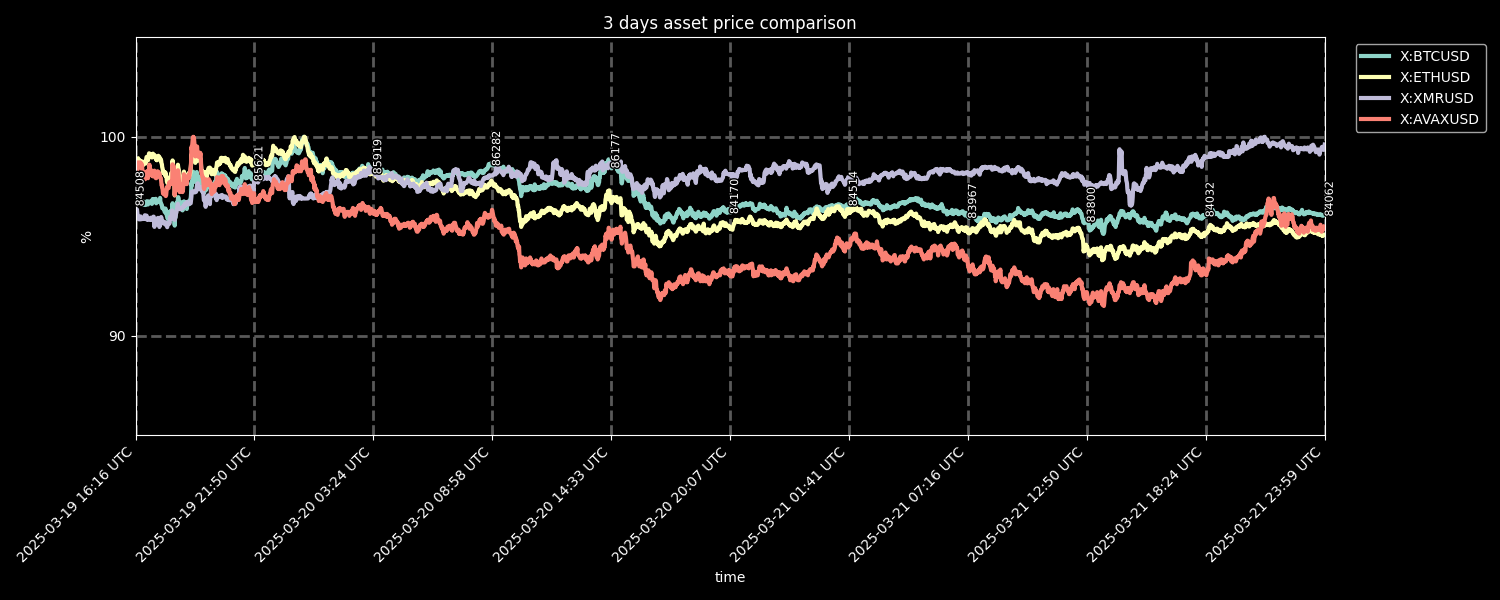 3 days asset price comparison
X:BTCUSD
X:ETHUSD
X:XMRUSD
X:AVAXUSD
100
90
%
84508
85621
85919
86282
86177
84170
84514
83967
83800
84032
84062
2025-03-19 16:16 UTC
2025-03-19 21:50 UTC
2025-03-20 03:24 UTC
2025-03-20 08:58 UTC
2025-03-20 14:33 UTC
2025-03-20 20:07 UTC
2025-03-21 01:41 UTC
2025-03-21 07:16 UTC
2025-03-21 12:50 UTC
2025-03-21 18:24 UTC
2025-03-21 23:59 UTC
time